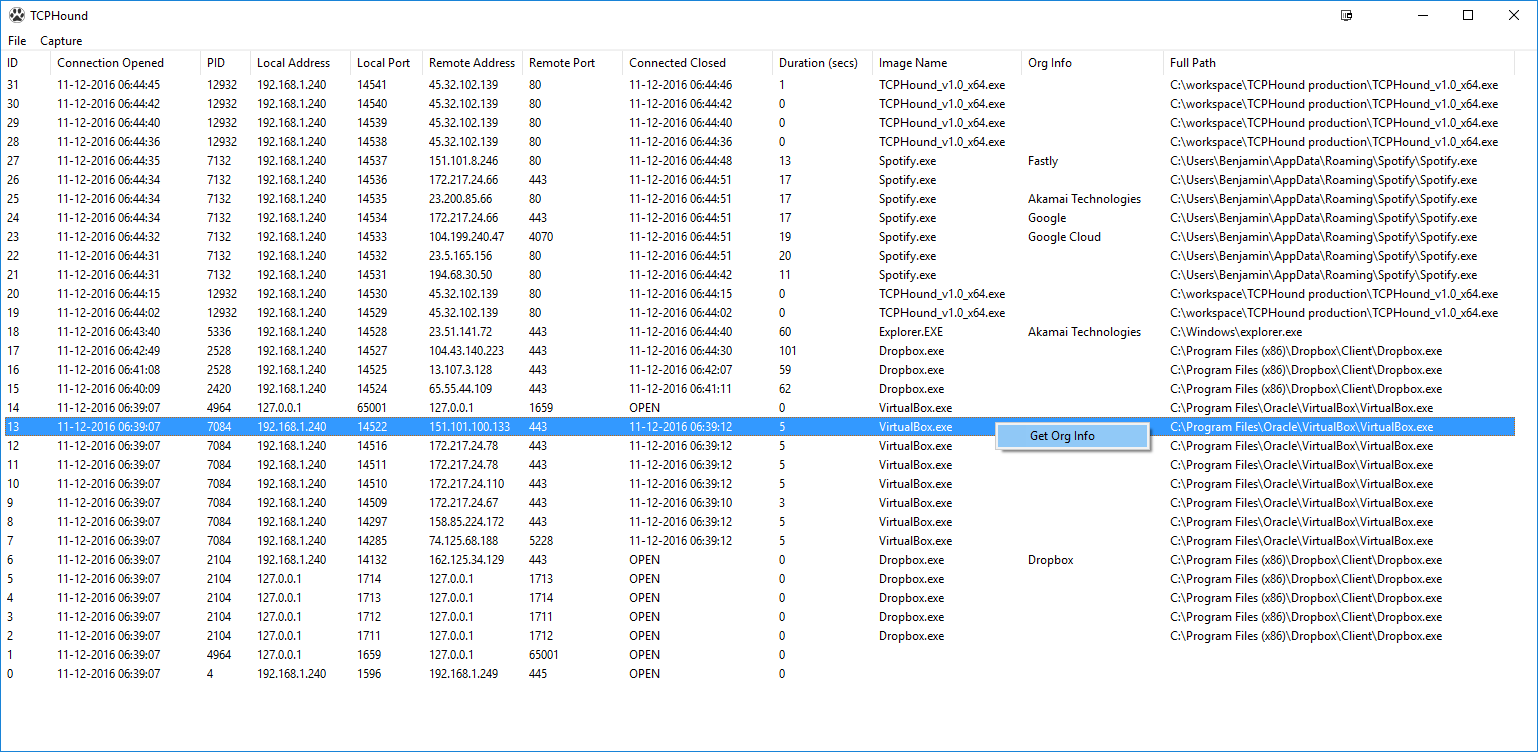 TCPHound
File Capture
ID Connection Opened PID Local Address Local Port Remote Address Remote Port Connected Closed Duration (secs) Image Name Org Info Full Path
31 11-12-2016 06:44:45 12932 192.168.1.240 14541 45.32.102.139 80 11-12-2016 06:44:46 1 TCPHound_v1.0_x64.exe C:\workspace\TCPHound production\TCPHound_v1.0_x64.exe
30 11-12-2016 06:44:42 12932 192.168.1.240 14540 45.32.102.139 80 11-12-2016 06:44:42 0 TCPHound_v1.0_x64.exe C:\workspace\TCPHound production\TCPHound_v1.0_x64.exe
29 11-12-2016 06:44:40 12932 192.168.1.240 14539 45.32.102.139 80 11-12-2016 06:44:40 0 TCPHound_v1.0_x64.exe C:\workspace\TCPHound production\TCPHound_v1.0_x64.exe
28 11-12-2016 06:44:36 12932 192.168.1.240 14538 45.32.102.139 80 11-12-2016 06:44:36 0 TCPHound_v1.0_x64.exe C:\workspace\TCPHound production\TCPHound_v1.0_x64.exe
27 11-12-2016 06:44:35 7132 192.168.1.240 14537 151.101.8.246 80 11-12-2016 06:44:48 13 Spotify.exe Fastly C:\Users\Benjamin\AppData\Roaming\Spotify\Spotify.exe
26 11-12-2016 06:44:34 7132 192.168.1.240 14536 172.217.24.66 443 11-12-2016 06:44:51 17 Spotify.exe C:\Users\Benjamin\AppData\Roaming\Spotify\Spotify.exe
25 11-12-2016 06:44:34 7132 192.168.1.240 14535 23.200.85.66 80 11-12-2016 06:44:51 17 Spotify.exe Akamai Technologies C:\Users\Benjamin\AppData\Roaming\Spotify\Spotify.exe
24 11-12-2016 06:44:34 7132 192.168.1.240 14534 172.217.24.66 443 11-12-2016 06:44:51 17 Spotify.exe Google C:\Users\Benjamin\AppData\Roaming\Spotify\Spotify.exe
23 11-12-2016 06:44:32 7132 192.168.1.240 14533 104.199.240.47 4070 11-12-2016 06:44:51 19 Spotify.exe Google Cloud C:\Users\Benjamin\AppData\Roaming\Spotify\Spotify.exe
22 11-12-2016 06:44:31 7132 192.168.1.240 14532 23.5.165.156 80 11-12-2016 06:44:51 20 Spotify.exe C:\Users\Benjamin\AppData\Roaming\Spotify\Spotify.exe
21 11-12-2016 06:44:31 7132 192.168.1.240 14531 194.68.30.50 80 11-12-2016 06:44:42 11 Spotify.exe C:\Users\Benjamin\AppData\Roaming\Spotify\Spotify.exe
20 11-12-2016 06:44:15 12932 192.168.1.240 14530 45.32.102.139 80 11-12-2016 06:44:15 0 TCPHound_v1.0_x64.exe C:\workspace\TCPHound production\TCPHound_v1.0_x64.exe
19 11-12-2016 06:44:02 12932 192.168.1.240 14529 45.32.102.139 80 11-12-2016 06:44:02 0 TCPHound_v1.0_x64.exe C:\workspace\TCPHound production\TCPHound_v1.0_x64.exe
18 11-12-2016 06:43:40 5336 192.168.1.240 14528 23.51.141.72 443 11-12-2016 06:44:40 60 Explorer.EXE Akamai Technologies C:\Windows\explorer.exe
17 11-12-2016 06:42:49 2528 192.168.1.240 14527 104.43.140.223 443 11-12-2016 06:44:30 101 Dropbox.exe C:\Program Files (x86)\Dropbox\Client\Dropbox.exe
16 11-12-2016 06:41:08 2528 192.168.1.240 14525 13.107.3.128 443 11-12-2016 06:42:07 59 Dropbox.exe C:\Program Files (x86)\Dropbox\Client\Dropbox.exe
15 11-12-2016 06:40:09 2420 192.168.1.240 14524 65.55.44.109 443 11-12-2016 06:41:11 62 Dropbox.exe C:\Program Files (x86)\Dropbox\Client\Dropbox.exe
14 11-12-2016 06:39:07 4964 127.0.0.1 65001 127.0.0.1 1659 OPEN 0 VirtualBox.exe C:\Program Files\Oracle\VirtualBox\VirtualBox.exe
13 11-12-2016 06:39:07 7084 192.168.1.240 14522 151.101.100.133 443 11-12-2016 06:39:12 5 VirtualBox.exe C:\Program Files\Oracle\VirtualBox\VirtualBox.exe
Get Org Info
12 11-12-2016 06:39:07 7084 192.168.1.240 14516 172.217.24.78 443 11-12-2016 06:39:12 5 VirtualBox.exe C:\Program Files\Oracle\VirtualBox\VirtualBox.exe
11 11-12-2016 06:39:07 7084 192.168.1.240 14511 172.217.24.78 443 11-12-2016 06:39:12 5 VirtualBox.exe C:\Program Files\Oracle\VirtualBox\VirtualBox.exe
10 11-12-2016 06:39:07 7084 192.168.1.240 14510 172.217.24.110 443 11-12-2016 06:39:12 5 VirtualBox.exe C:\Program Files\Oracle\VirtualBox\VirtualBox.exe
9 11-12-2016 06:39:07 7084 192.168.1.240 14509 172.217.24.67 443 11-12-2016 06:39:10 3 VirtualBox.exe C:\Program Files\Oracle\VirtualBox\VirtualBox.exe
8 11-12-2016 06:39:07 7084 192.168.1.240 14297 158.85.224.172 443 11-12-2016 06:39:12 5 VirtualBox.exe C:\Program Files\Oracle\VirtualBox\VirtualBox.exe
7 11-12-2016 06:39:07 7084 192.168.1.240 14285 74.125.68.188 5228 11-12-2016 06:39:12 5 VirtualBox.exe C:\Program Files\Oracle\VirtualBox\VirtualBox.exe
6 11-12-2016 06:39:07 2104 192.168.1.240 14132 162.125.34.129 443 OPEN 0 Dropbox.exe Dropbox C:\Program Files (x86)\Dropbox\Client\Dropbox.exe
5 11-12-2016 06:39:07 2104 127.0.0.1 1714 127.0.0.1 1713 OPEN 0 Dropbox.exe C:\Program Files (x86)\Dropbox\Client\Dropbox.exe
4 11-12-2016 06:39:07 2104 127.0.0.1 1713 127.0.0.1 1714 OPEN 0 Dropbox.exe C:\Program Files (x86)\Dropbox\Client\Dropbox.exe
3 11-12-2016 06:39:07 2104 127.0.0.1 1712 127.0.0.1 1711 OPEN 0 Dropbox.exe C:\Program Files (x86)\Dropbox\Client\Dropbox.exe
2 11-12-2016 06:39:07 2104 127.0.0.1 1711 127.0.0.1 1712 OPEN 0 Dropbox.exe C:\Program Files (x86)\Dropbox\Client\Dropbox.exe
1 11-12-2016 06:39:07 4964 127.0.0.1 1659 127.0.0.1 65001 OPEN 0
0 11-12-2016 06:39:07 4 192.168.1.240 1596 192.168.1.249 445 OPEN 0